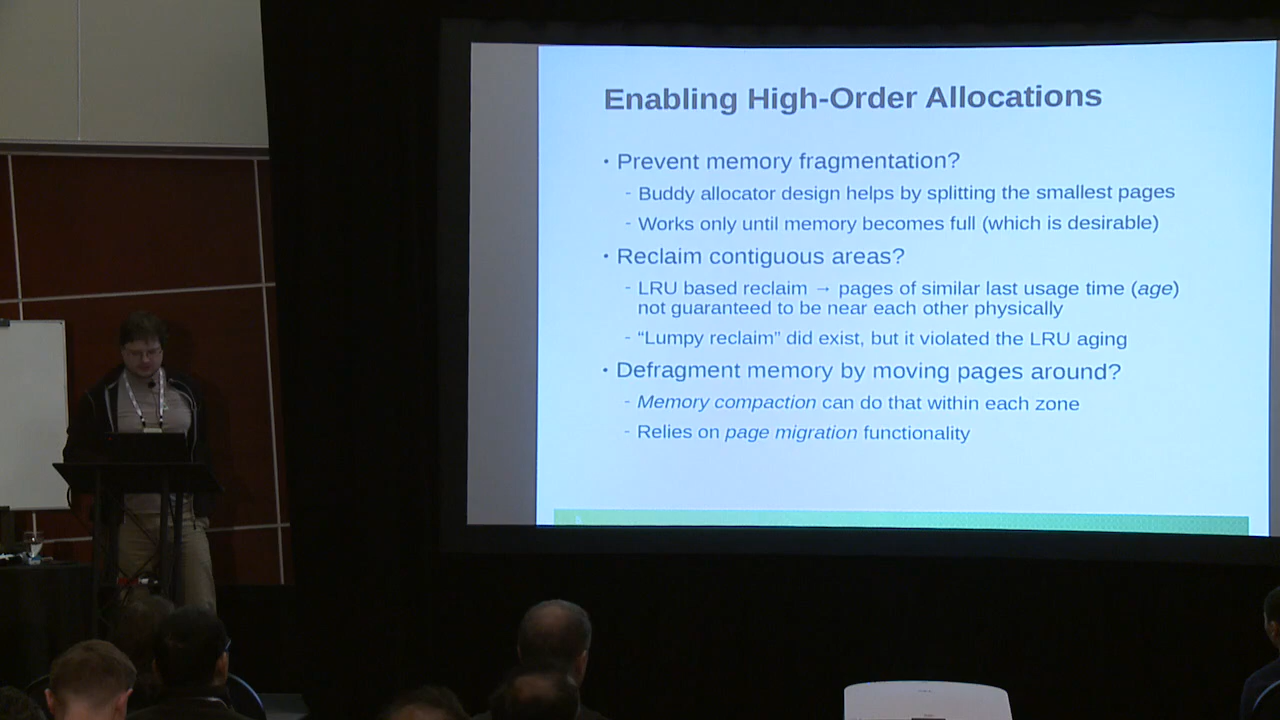 Enabling High-Order Allocations
• Prevent memory fragmentation?
- Buddy allocator design helps by splitting the smallest pages
- Works only until memory becomes full (which is desirable)
• Reclaim contiguous areas?
- LRU based reclaim → pages of similar last usage time (age)
not guaranteed to be near each other physically
- “Lumpy reclaim” did exist, but it violated the LRU aging
• Defragment memory by moving pages around?
- Memory compaction can do that within each zone
- Relies on page migration functionality